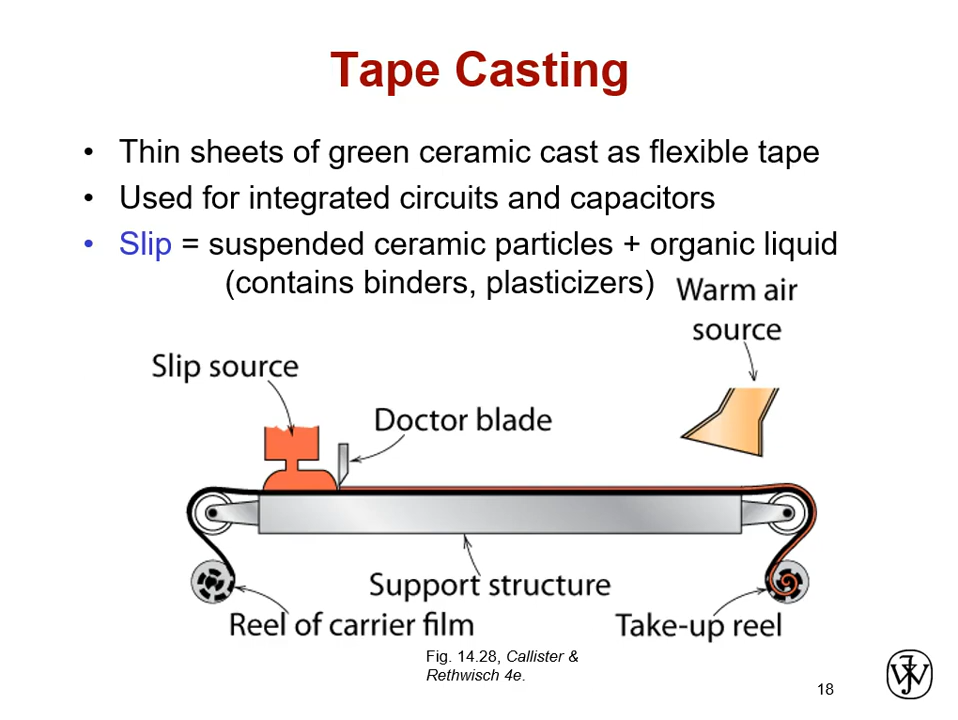 Tape Casting
• Thin sheets of green ceramic cast as flexible tape
• Used for integrated circuits and capacitors
• Slip = suspended ceramic particles + organic liquid
(contains binders, plasticizers)
Warm air
source
Slip source
Doctor blade
Support structure
Reel of carrier film
Take-up reel
Fig. 14.28, Callister &
Rethwisch 4e.
18
JW